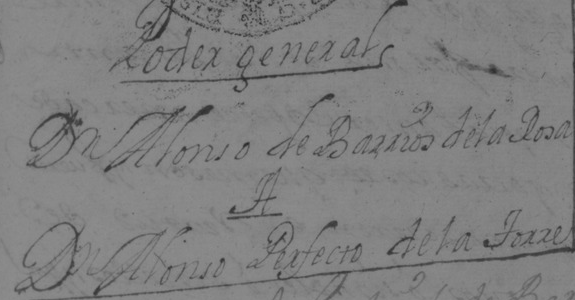 Poder general
Dn Alonso de Barrios de la Rosa
A
Dn Alonso Perfecto de la Torre